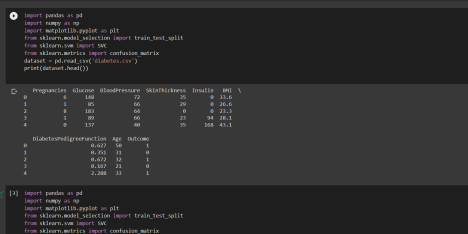 import pandas as pd
import numpy as np
import matplotlib.pyplot as plt
from sklearn.model_selection import train_test_split
from sklearn.svm import SVC
from sklearn.metrics import confusion_matrix
dataset = pd.read_csv('diabetes.csv')
print(dataset.head())
Pregnancies Glucose BloodPressure SkinThickness Insulin BMI \
0 6 148 72 35 0 33.6
1 1 85 66 29 0 26.6
2 8 183 64 0 0 23.3
3 1 89 66 23 94 28.1
4 0 137 40 35 168 43.1
DiabetesPedigreeFunction Age Outcome
0 0.627 50 1
1 0.351 31 0
2 0.672 32 1
3 0.167 21 0
4 2.288 33 1
[3] import pandas as pd
import numpy as np
import matplotlib.pyplot as plt
from sklearn.model_selection import train_test_split
from sklearn.svm import SVC
from sklearn.metrics import confusion_matrix